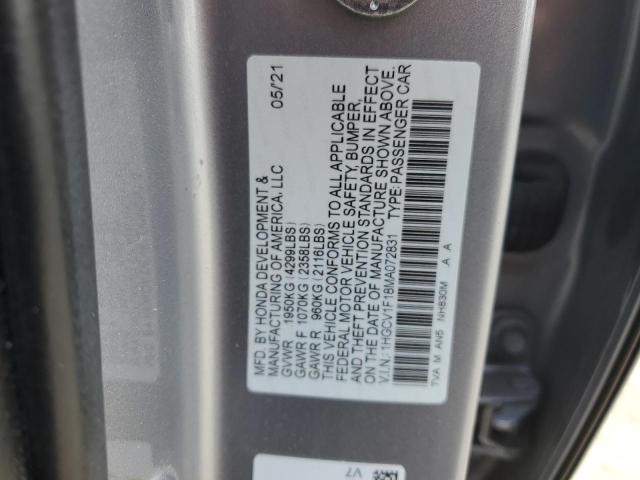 MFD. BY HONDA DEVELOPMENT &
MANUFACTURING OF AMERICA, LLC 05/21
GVWR 1950KG (4299LBS)
GAWR F 1070KG (2358LBS)
GAWR R 960KG (2116LBS)
THIS VEHICLE CONFORMS TO ALL APPLICABLE
FEDERAL MOTOR VEHICLE SAFETY, BUMPER,
AND THEFT PREVENTION STANDARDS IN EFFECT
ON THE DATE OF MANUFACTURE SHOWN ABOVE.
V.I.N.: 1HGCV1F18MA072831 TYPE: PASSENGER CAR
TVA M AN5 NH830M .A .A
V7